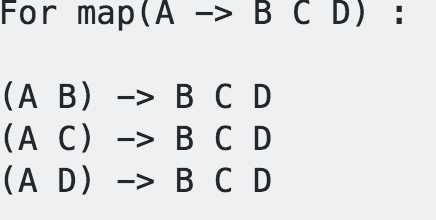 For map(A -> B C D) :
(A B) -> B C D
(A C) -> B C D
(A D) -> B C D